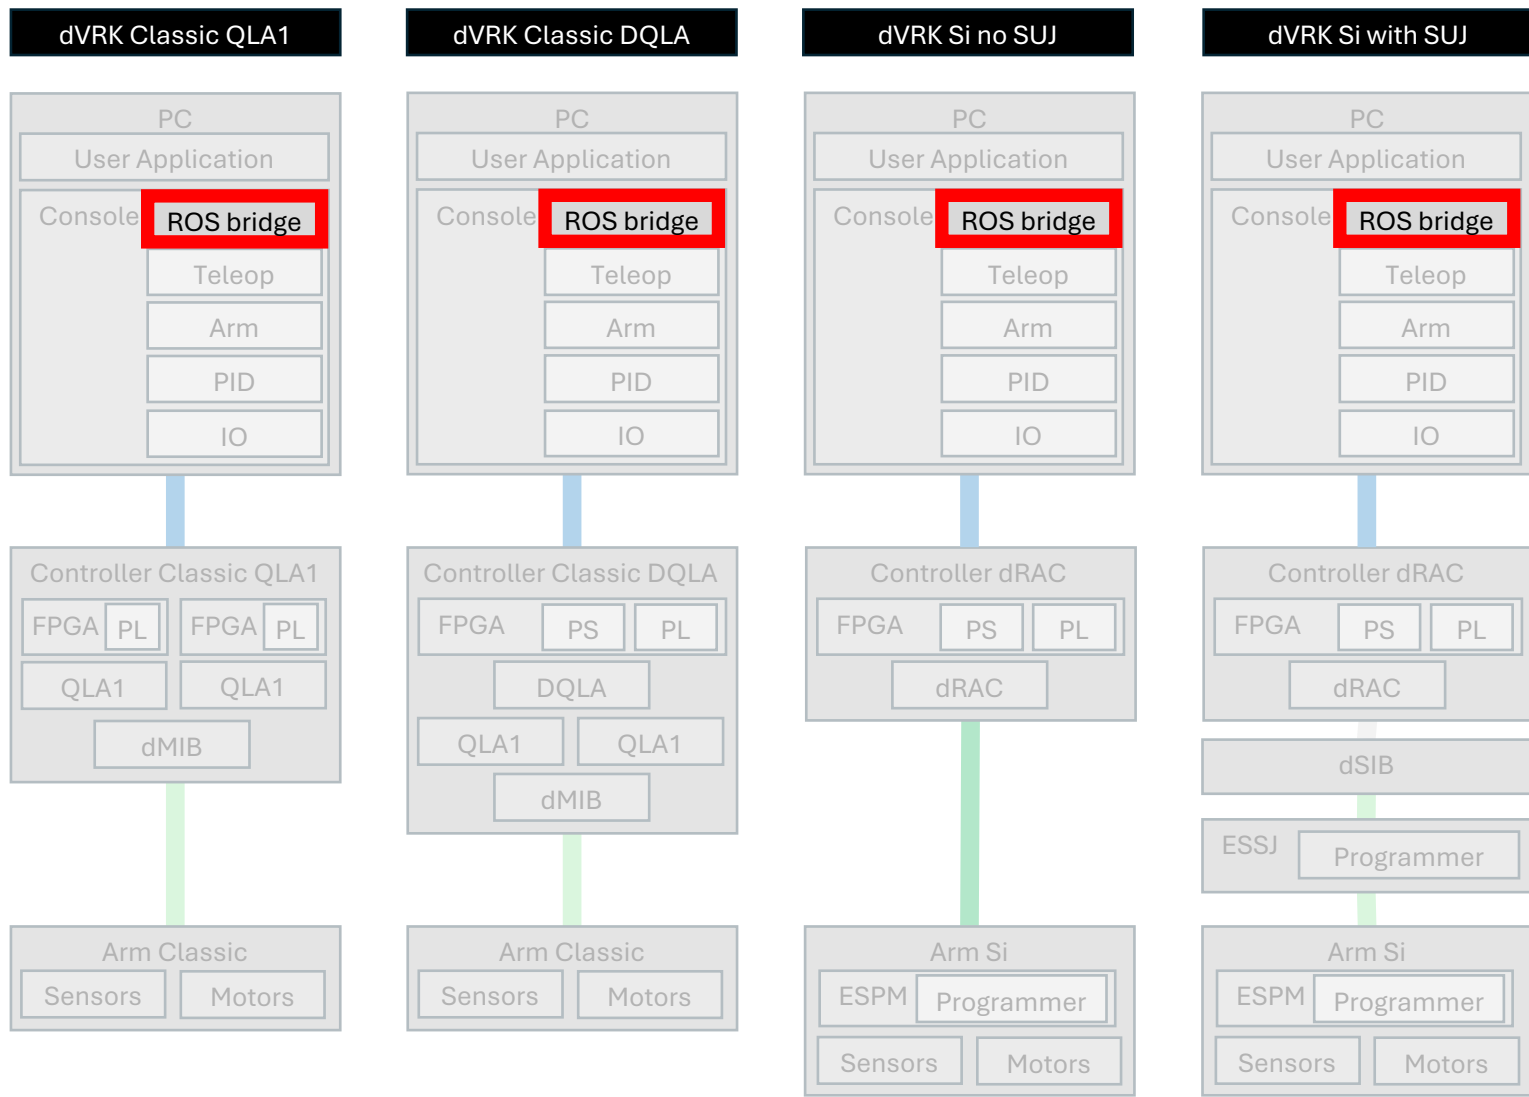 dVRK Classic QLA1
PC
User Application
Console
ROS bridge
Teleop
Arm
PID
IO
Controller Classic QLA1
FPGA PL FPGA PL
QLA1 QLA1
dMIB
Arm Classic
Sensors Motors
dVRK Classic DQLA
PC
User Application
Console
ROS bridge
Teleop
Arm
PID
IO
Controller Classic DQLA
FPGA PS PL
DQLA
QLA1 QLA1
dMIB
Arm Classic
Sensors Motors
dVRK Si no SUJ
PC
User Application
Console
ROS bridge
Teleop
Arm
PID
IO
Controller dRAC
FPGA PS PL
dRAC
Arm Si
ESPM Programmer
Sensors Motors
dVRK Si with SUJ
PC
User Application
Console
ROS bridge
Teleop
Arm
PID
IO
Controller dRAC
FPGA PS PL
dRAC
dSIB
ESSJ Programmer
Arm Si
ESPM Programmer
Sensors Motors